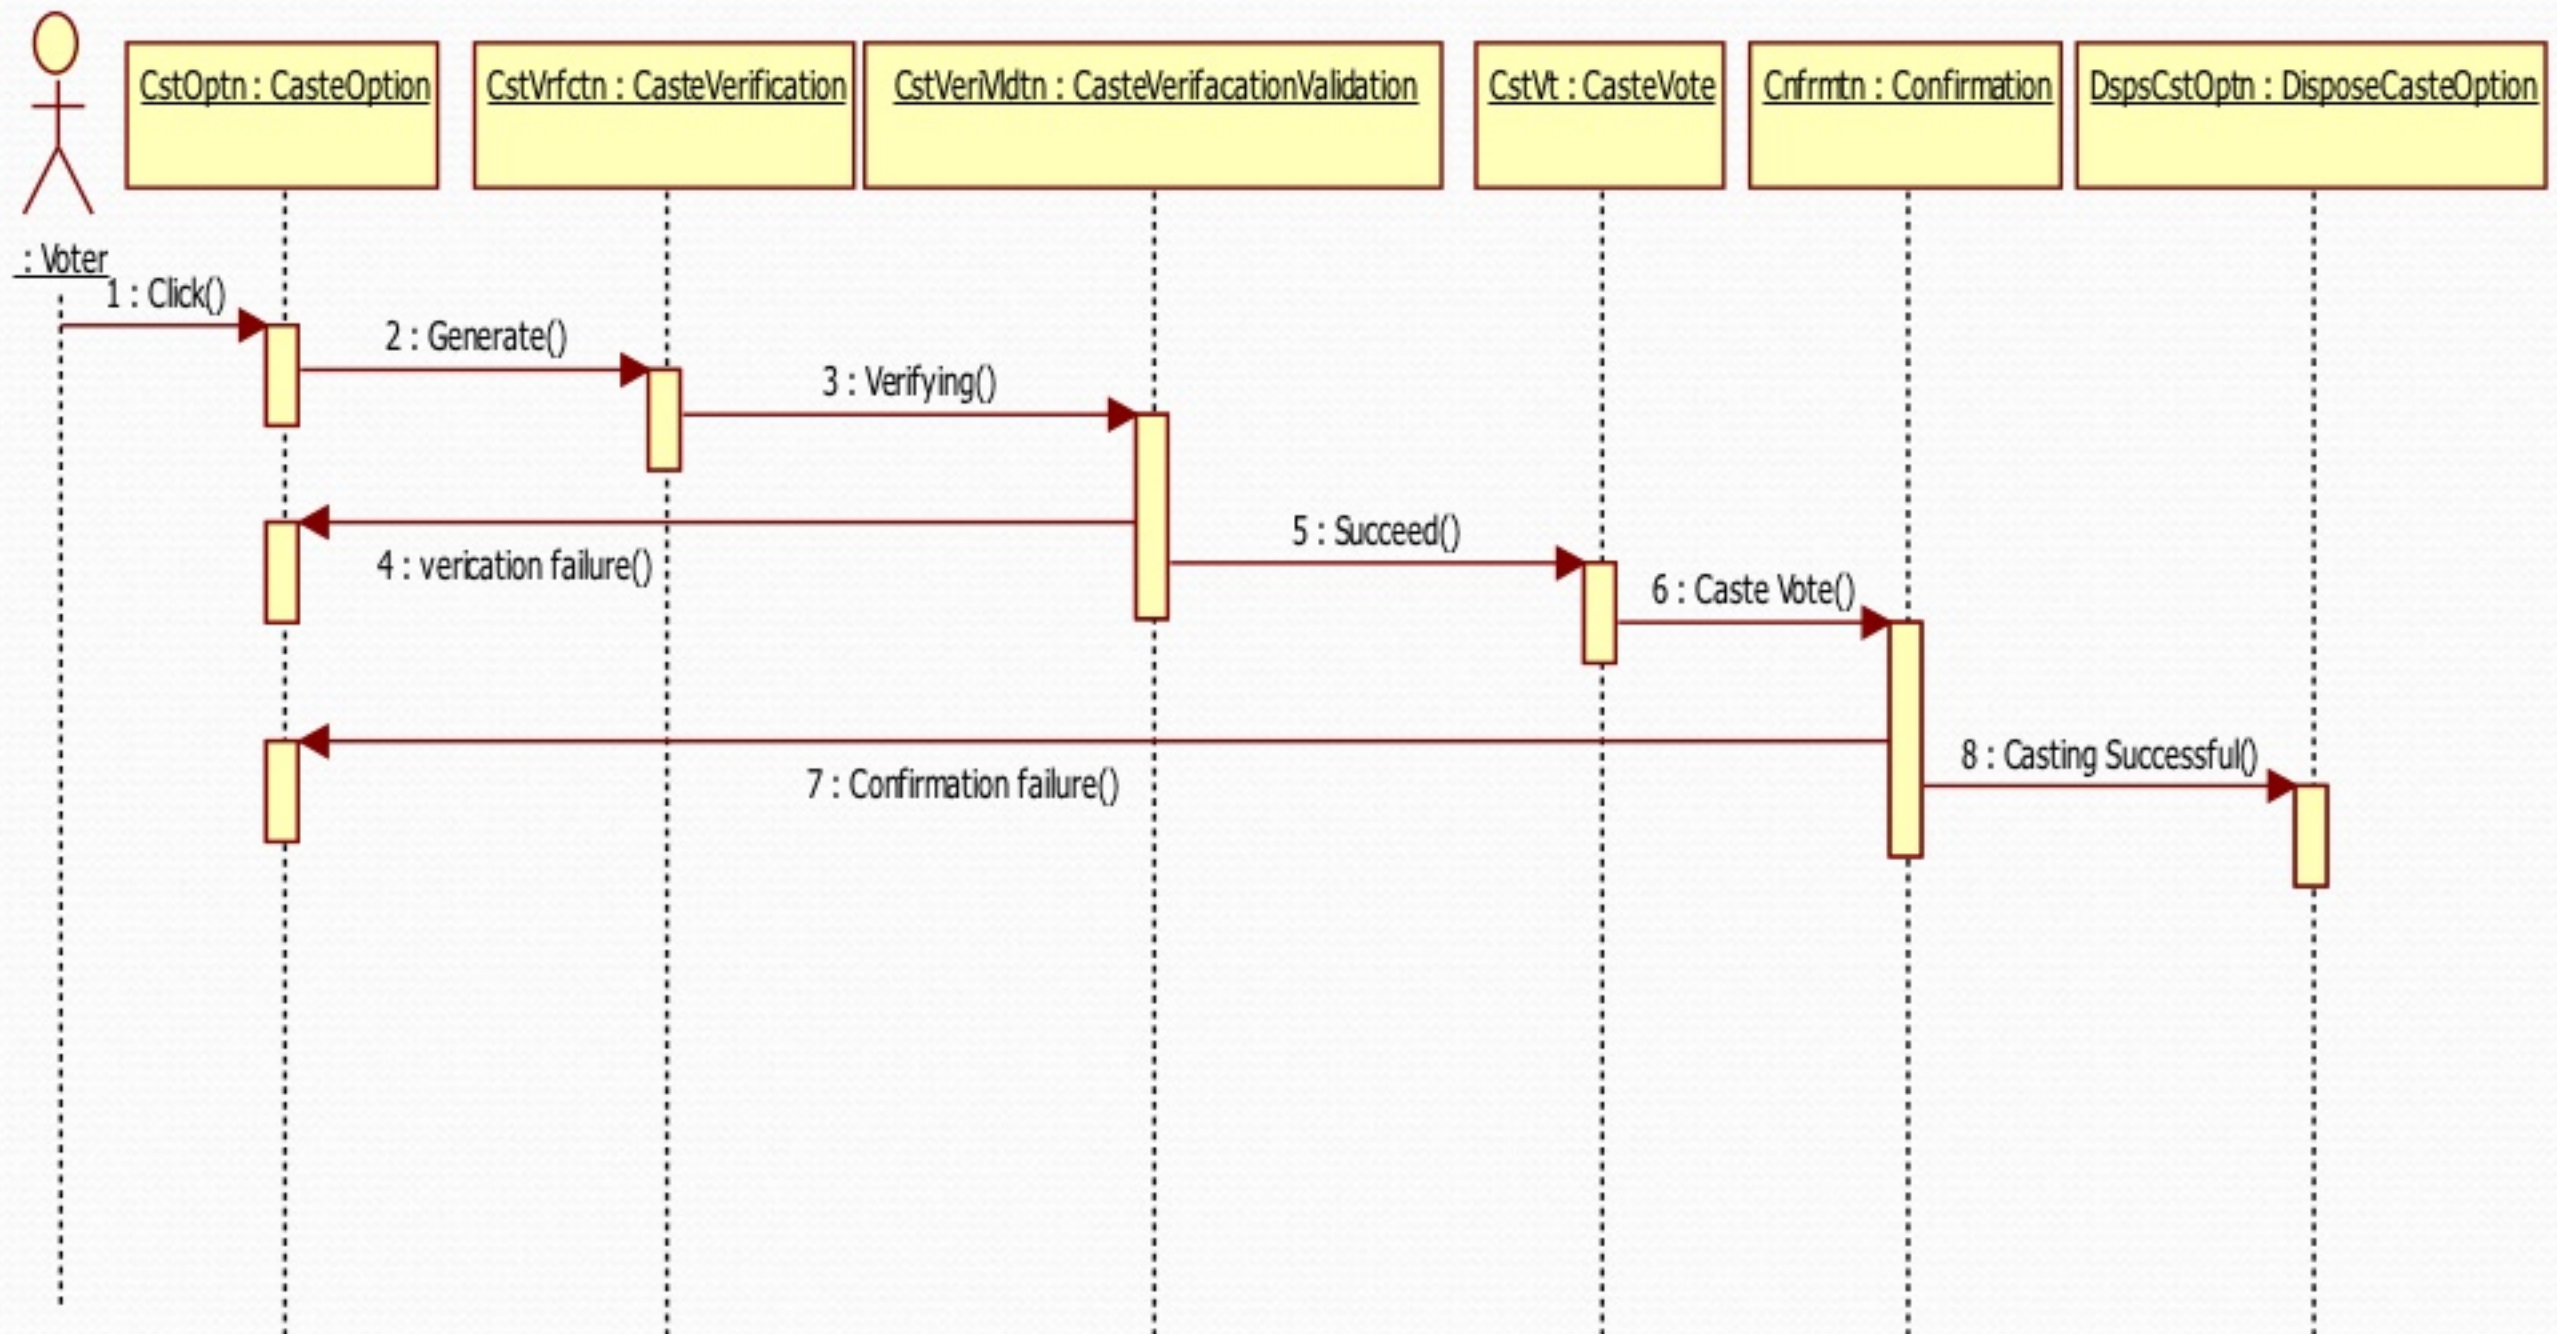 CstOptn : CasteOption
CstVrfctn : CasteVerification
CstVeriVldtn : CasteVerifacationValidation
CstVt : CasteVote
Cnfrmtn : Confirmation
DspsCstOptn : DisposeCasteOption
: Voter
1 : Click()
2 : Generate()
3 : Verifying()
4 : verication failure()
5 : Succeed()
6 : Caste Vote()
7 : Confirmation failure()
8 : Casting Successful()